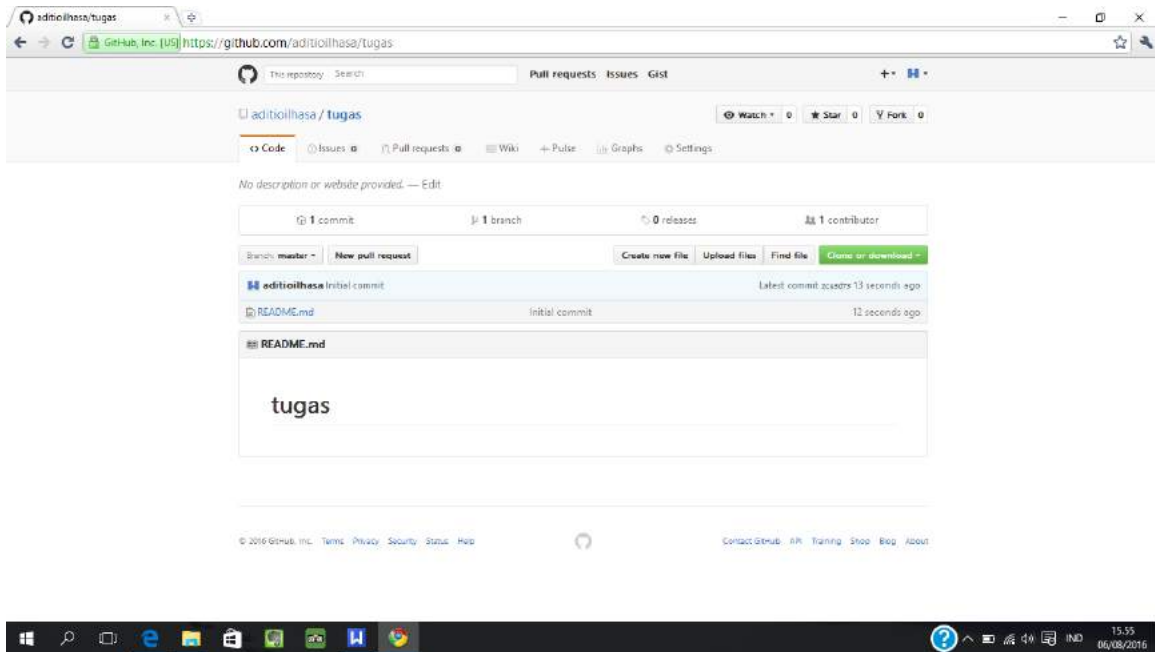 aditioilhasa/tugas
GitHub, Inc. [US] https://github.com/aditioilhasa/tugas
This repository Search Pull requests Issues Gist
aditioilhasa / tugas Watch 0 Star 0 Fork 0
Code Issues 0 Pull requests 0 Wiki Pulse Graphs Settings
No description or website provided. — Edit
1 commit 1 branch 0 releases 1 contributor
Branch: master New pull request Create new file Upload files Find file Clone or download
aditioilhasa Initial commit Latest commit 13 seconds ago
README.md Initial commit 12 seconds ago
README.md
tugas
© 2016 GitHub, Inc. Terms Privacy Security Status Help Contact GitHub API Training Shop Blog About
IND 15.55
06/08/2016